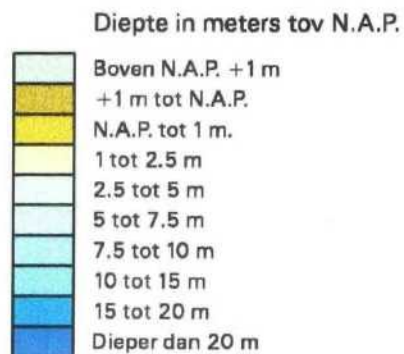 Diepte in meters tov N.A.P.
Boven N.A.P. +1 m
+1 m tot N.A.P.
N.A.P. tot 1 m.
1 tot 2.5 m
2.5 tot 5 m
5 tot 7.5 m
7.5 tot 10 m
10 tot 15 m
15 tot 20 m
Dieper dan 20 m